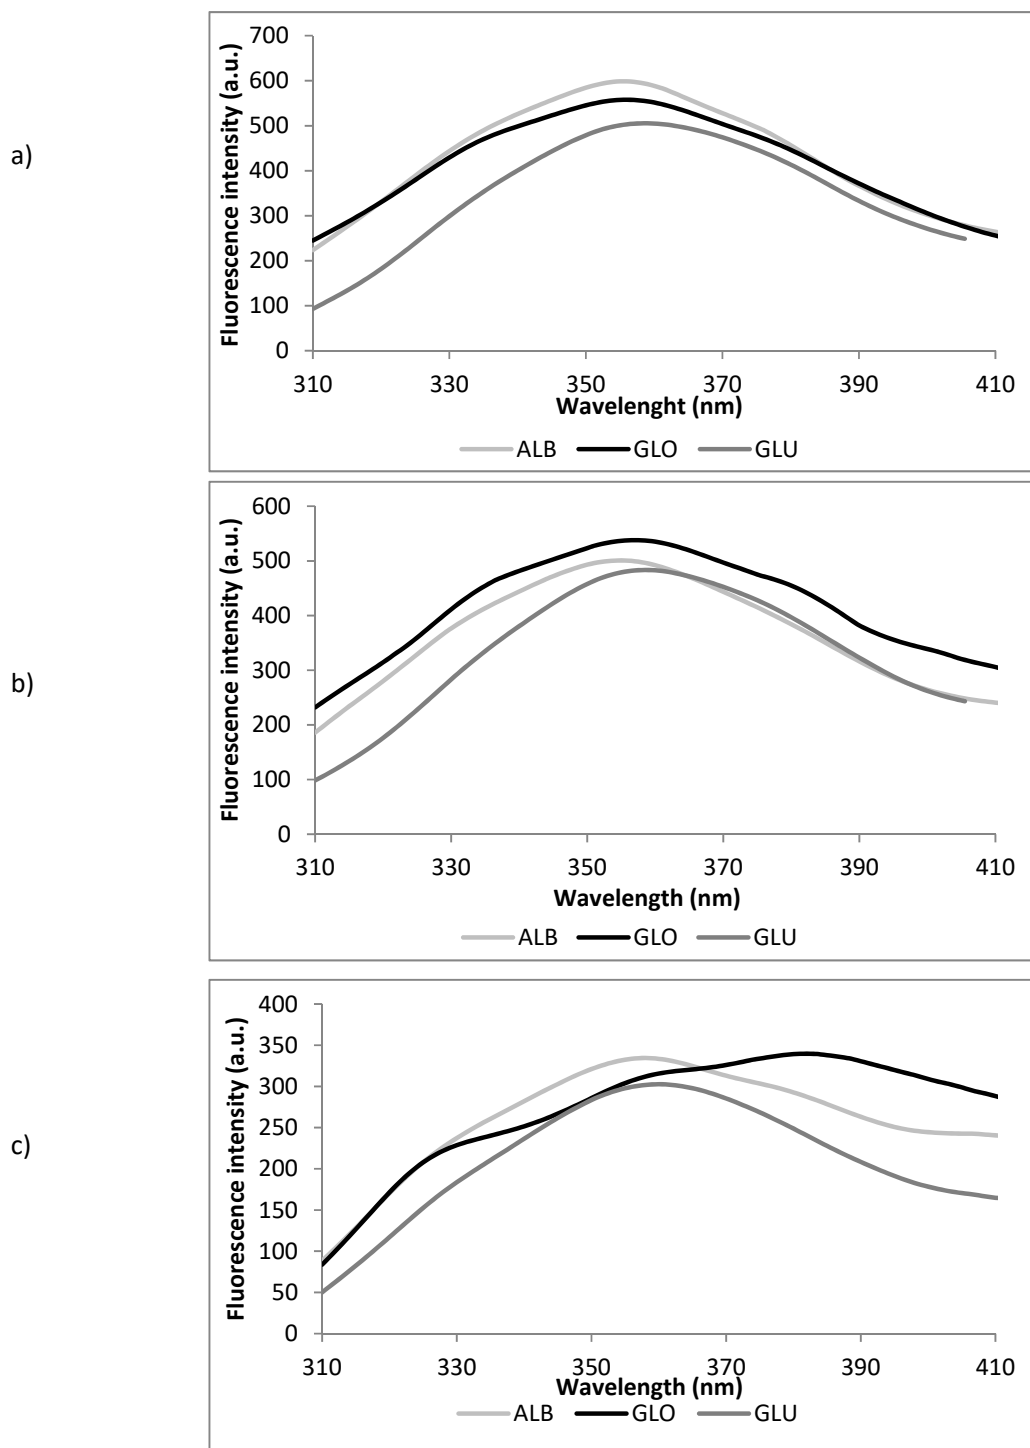 a)
Fluorescence intensity (a.u.)
700
600
500
400
300
200
100
0
310 330 350 370 390 410
Wavelenght (nm)
ALB GLO GLU
b)
Fluorescence intensity (a.u.)
600
500
400
300
200
100
0
310 330 350 370 390 410
Wavelength (nm)
ALB GLO GLU
c)
Fluorescence intensity (a.u.)
400
350
300
250
200
150
100
50
0
310 330 350 370 390 410
Wavelength (nm)
ALB GLO GLU